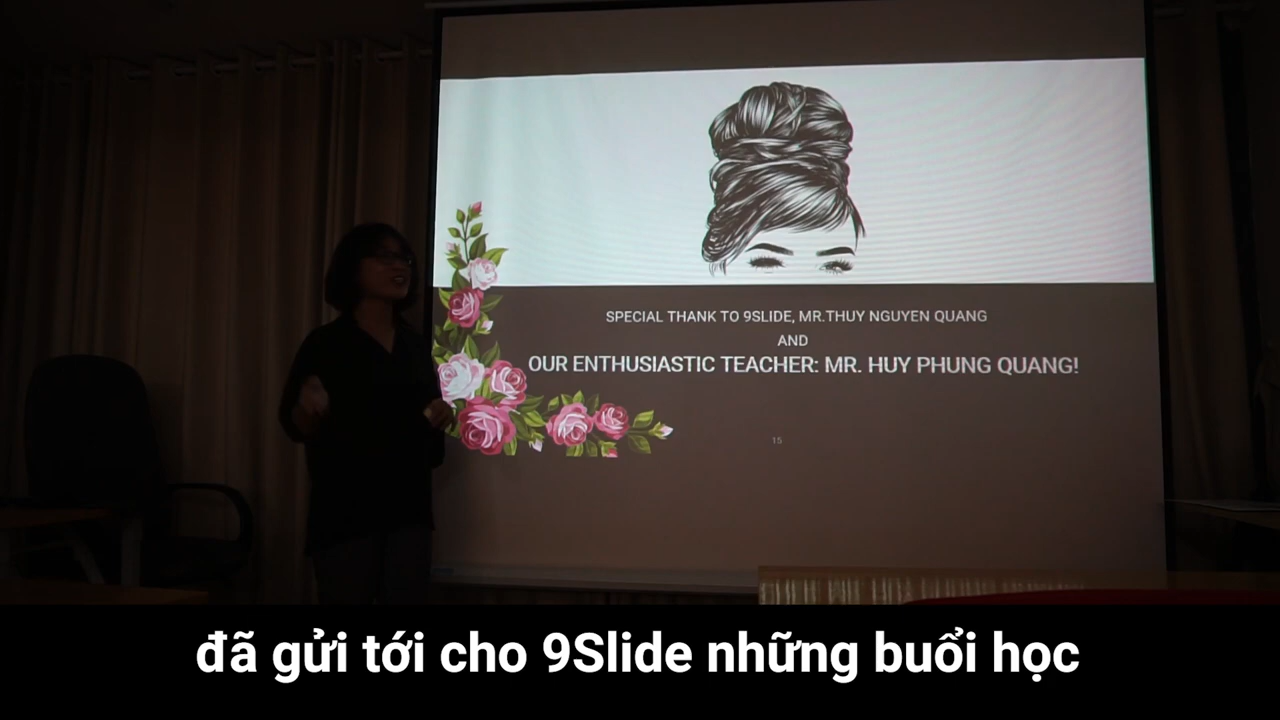 SPECIAL THANK TO 9SLIDE, MR.THUY NGUYEN QUANG
AND
OUR ENTHUSIASTIC TEACHER: MR. HUY PHUNG QUANG!
15
đã gửi tới cho 9Slide những buổi học